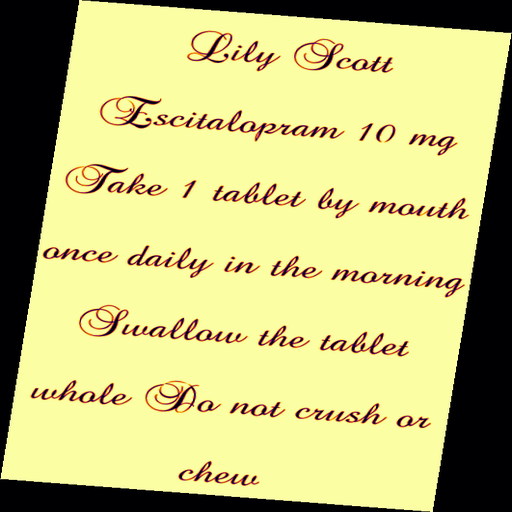 Lily Scott
Escitalopram 10 mg
Take 1 tablet by mouth
once daily in the morning
Swallow the tablet
whole Do not crush or
chew